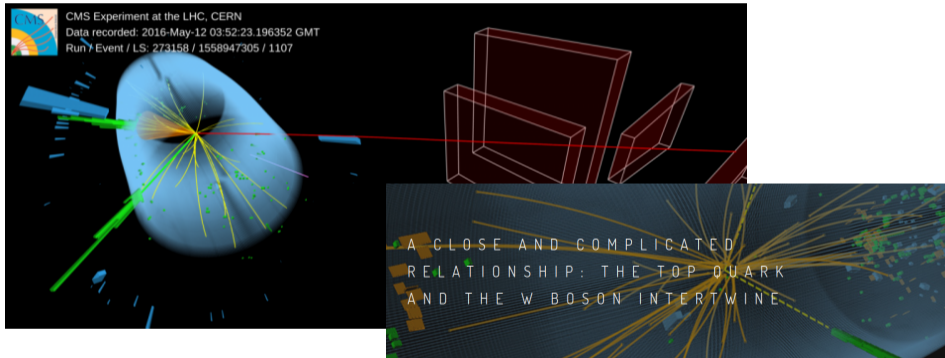 CMS
CMS Experiment at the LHC, CERN
Data recorded: 2016-May-12 03:52:23.196352 GMT
Run / Event / LS: 273158 / 1558947305 / 1107
A CLOSE AND COMPLICATED
RELATIONSHIP: THE TOP QUARK
AND THE W BOSON INTERTWINE